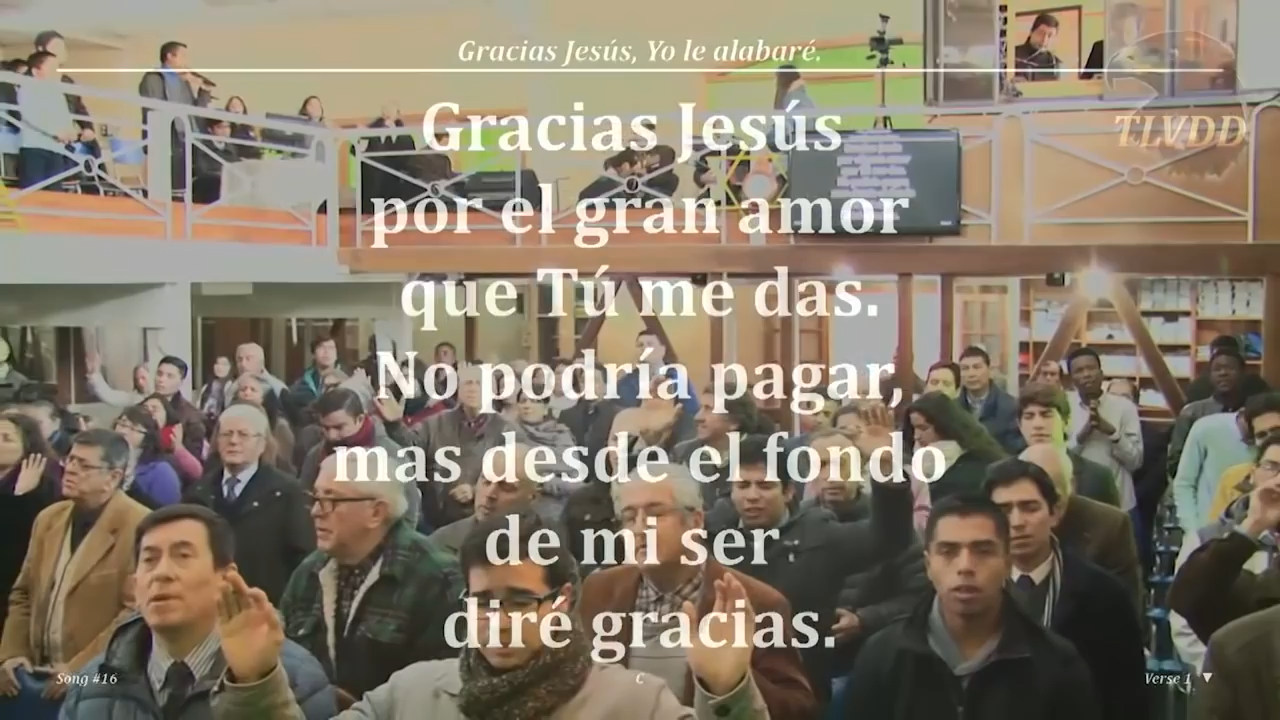 Gracias Jesús, Yo le alabaré.
TLVDD
Gracias Jesús
por el gran amor
que Tú me das.
No podría pagar,
mas desde el fondo
de mi ser
diré gracias.
Song #16
C
Verse 1 ▼